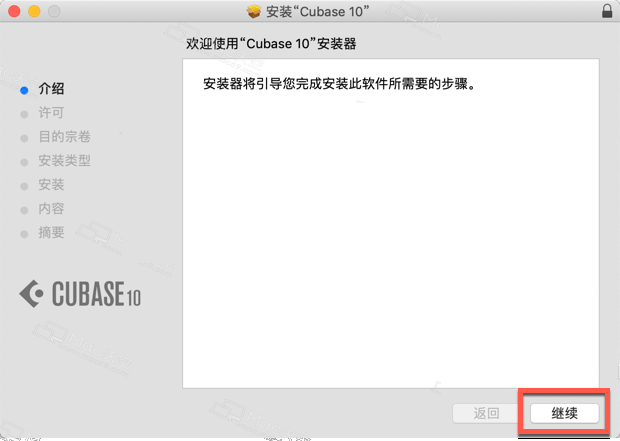 安装“Cubase 10”
欢迎使用“Cubase 10”安装器
安装器将引导您完成安装此软件所需要的步骤。
介绍
许可
目的宗卷
安装类型
安装
内容
摘要
CUBASE 10
返回
继续